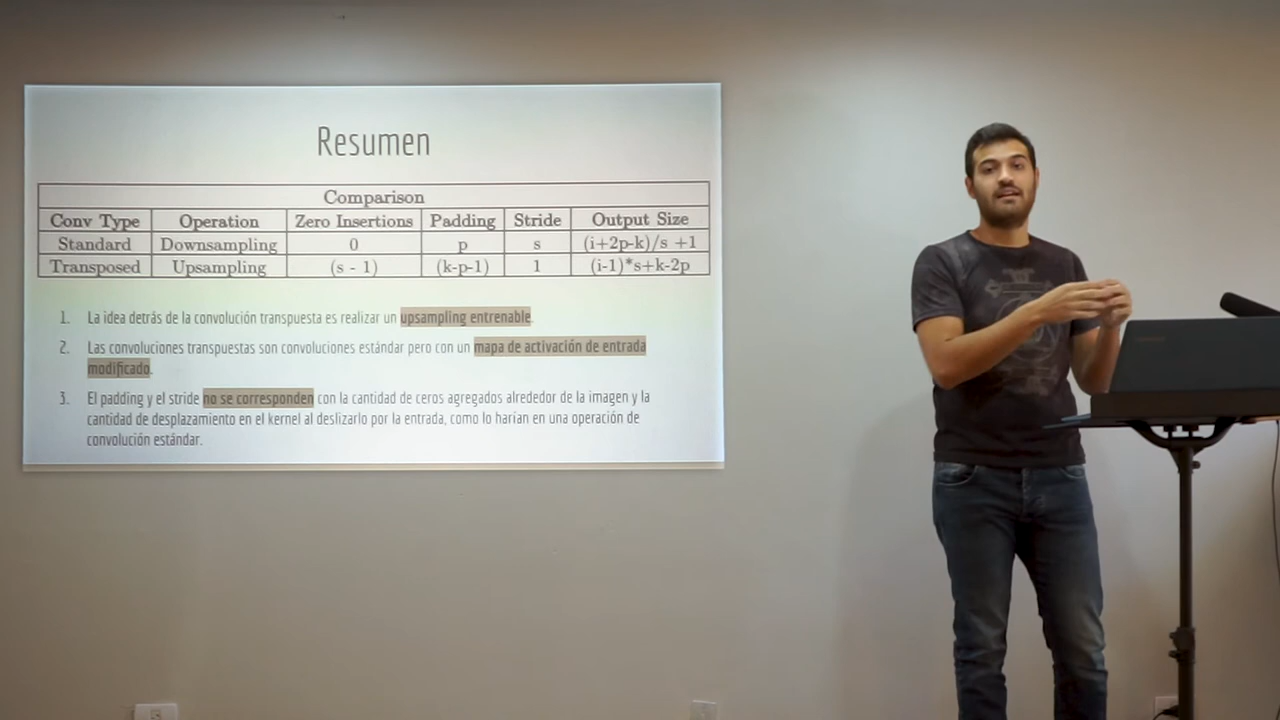 Resumen
Comparison
Conv Type Operation Zero Insertions Padding Stride Output Size
Standard Downsampling 0 p s (i+2p-k)/s +1
Transposed Upsampling (s - 1) (k-p-1) 1 (i-1)*s+k-2p
1. La idea detrás de la convolución transpuesta es realizar un upsampling entrenable.
2. Las convoluciones transpuestas son convoluciones estándar pero con un mapa de activación de entrada
modificado.
3. El padding y el stride no se corresponden con la cantidad de ceros agregados alrededor de la imagen y la
cantidad de desplazamiento en el kernel al deslizarlo por la entrada, como lo harían en una operación de
convolución estándar.